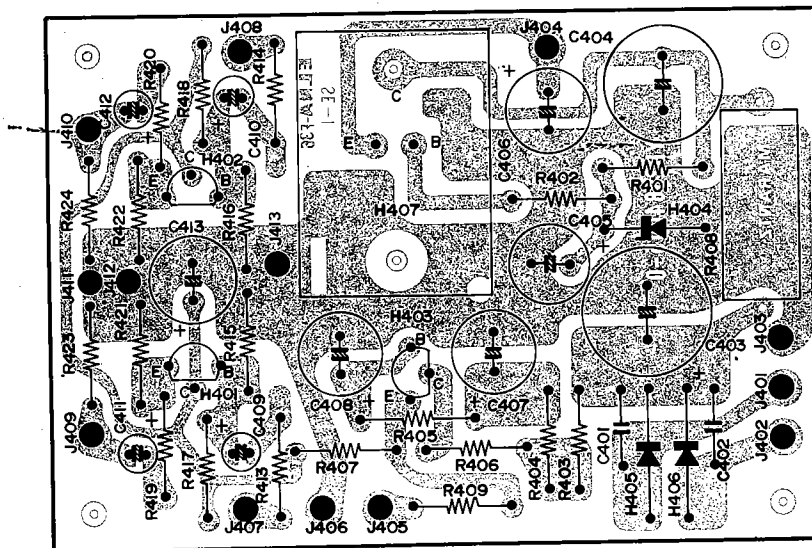 J408
J404
C404
R420
R414
R418
C412
J410
C410
C
E
B
C406
C
H402
E
B
R402
R401
R424
R422
R416
C413
J413
H407
C405
H404
R408
J411
J412
R421
R423
R415
H403
B
C
E
C403
J403
E
B
C
H401
C411
C409
C408
C407
R405
J401
J409
J402
R407
R406
R404
R403
C401
H405
H406
C402
R419
R417
R413
R409
J407
J406
J405